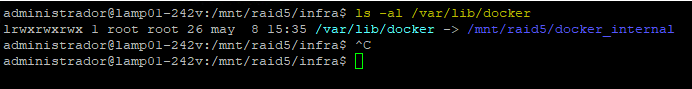 administrador@lamp01-242v:/mnt/raid5/infra$ ls -al /var/lib/docker
lrwxrwxrwx 1 root root 26 may  8 15:35 /var/lib/docker -> /mnt/raid5/docker_internal
administrador@lamp01-242v:/mnt/raid5/infra$ ^C
administrador@lamp01-242v:/mnt/raid5/infra$